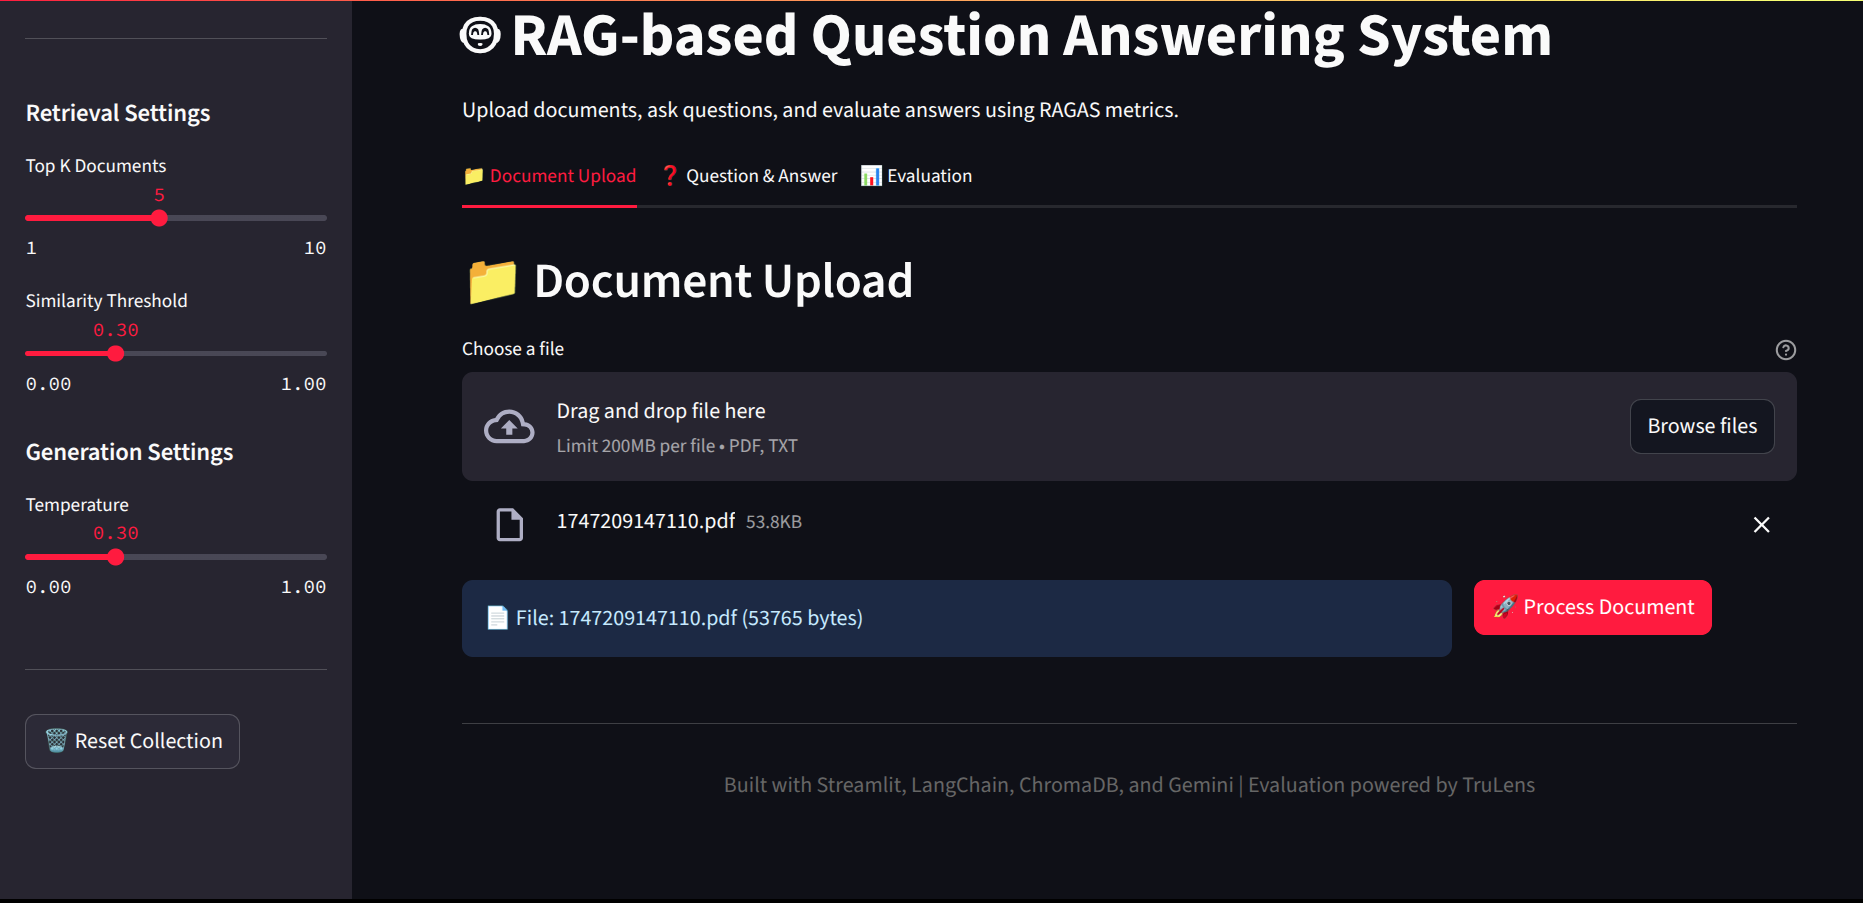 Retrieval Settings
Top K Documents
5
1 10
Similarity Threshold
0.30
0.00 1.00
Generation Settings
Temperature
0.30
0.00 1.00
Reset Collection
RAG-based Question Answering System
Upload documents, ask questions, and evaluate answers using RAGAS metrics.
Document Upload Question & Answer Evaluation
Document Upload
Choose a file
Drag and drop file here
Limit 200MB per file • PDF, TXT
Browse files
1747209147110.pdf 53.8KB
File: 1747209147110.pdf (53765 bytes)
Process Document
Built with Streamlit, LangChain, ChromaDB, and Gemini | Evaluation powered by TruLens